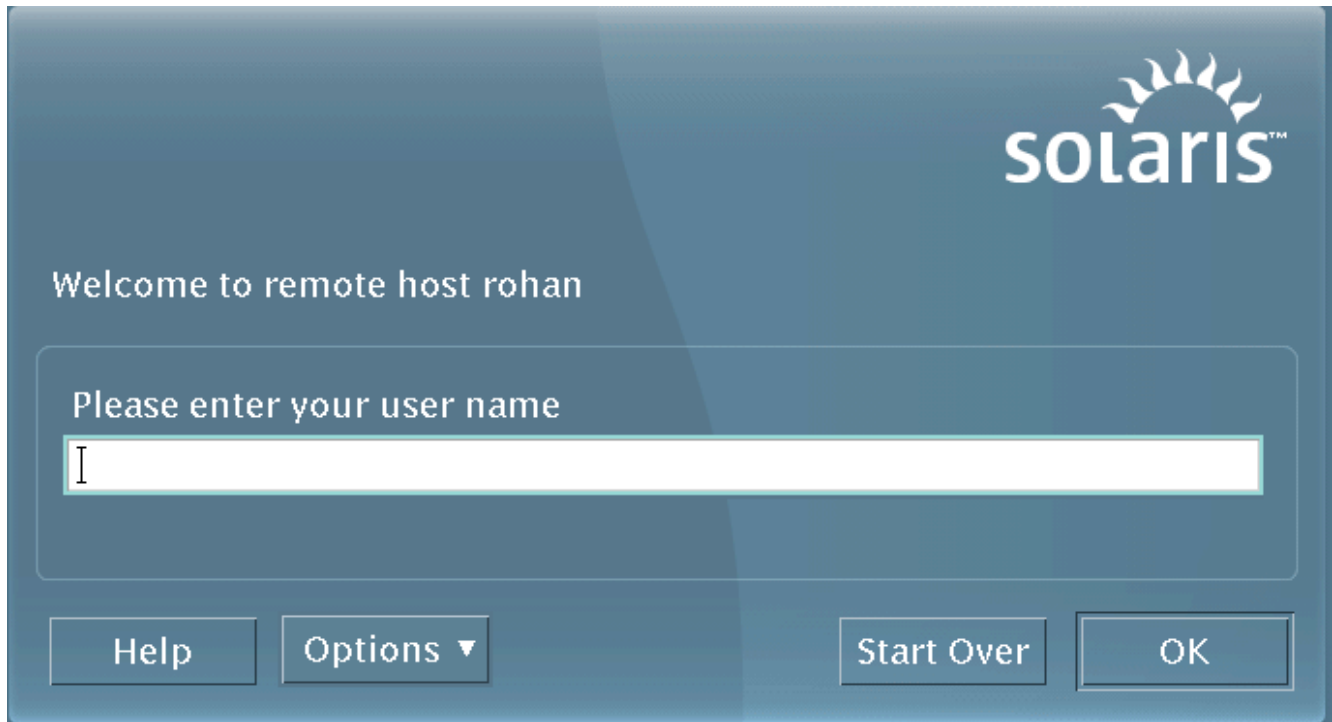 solaris™
Welcome to remote host rohan
Please enter your user name
Help
Options ▼
Start Over
OK